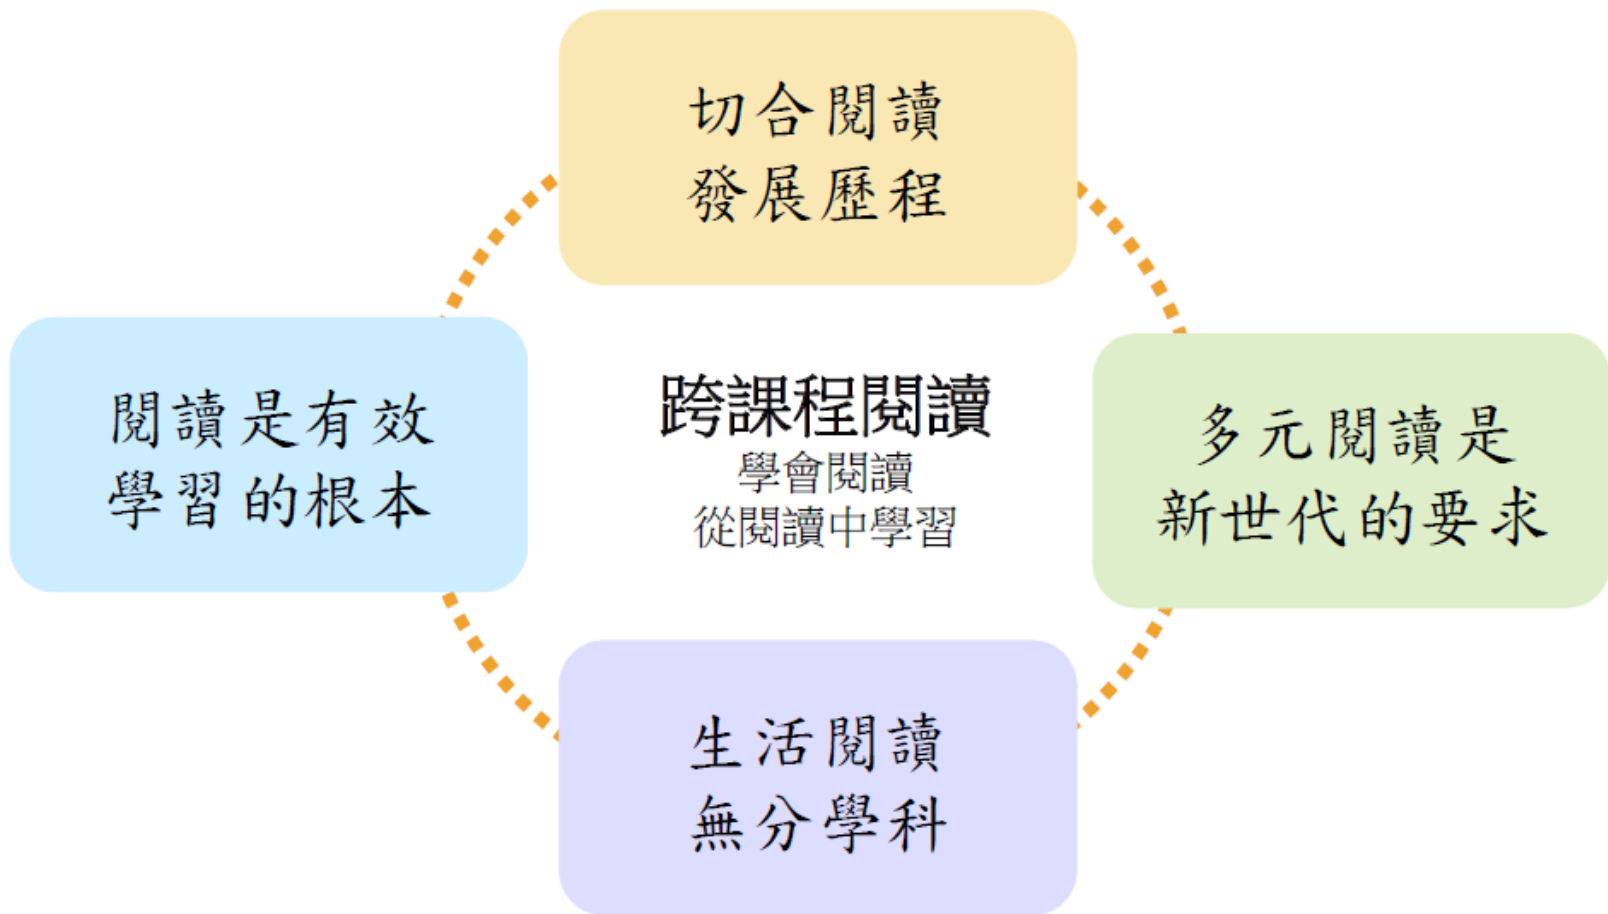 切合閱讀
發展歷程
閱讀是有效
學習的根本
跨課程閱讀
學會閱讀
從閱讀中學習
多元閱讀是
新世代的要求
生活閱讀
無分學科